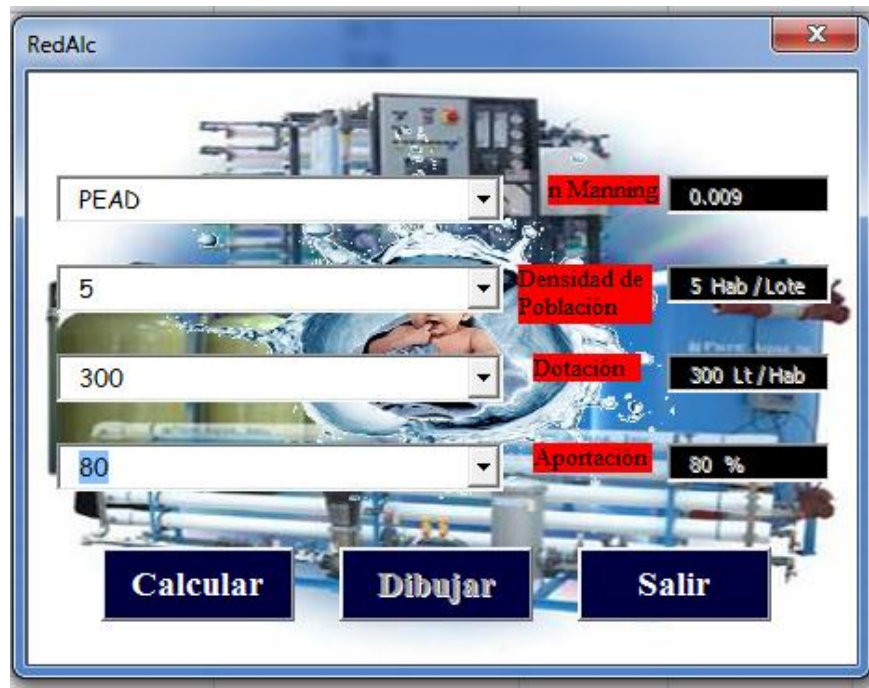 RedAlc
PEAD
n Manning
0.009
5
Densidad de
Población
5 Hab / Lote
300
Dotación
300 Lt / Hab
80
Aportación
80 %
Calcular
Dibujar
Salir